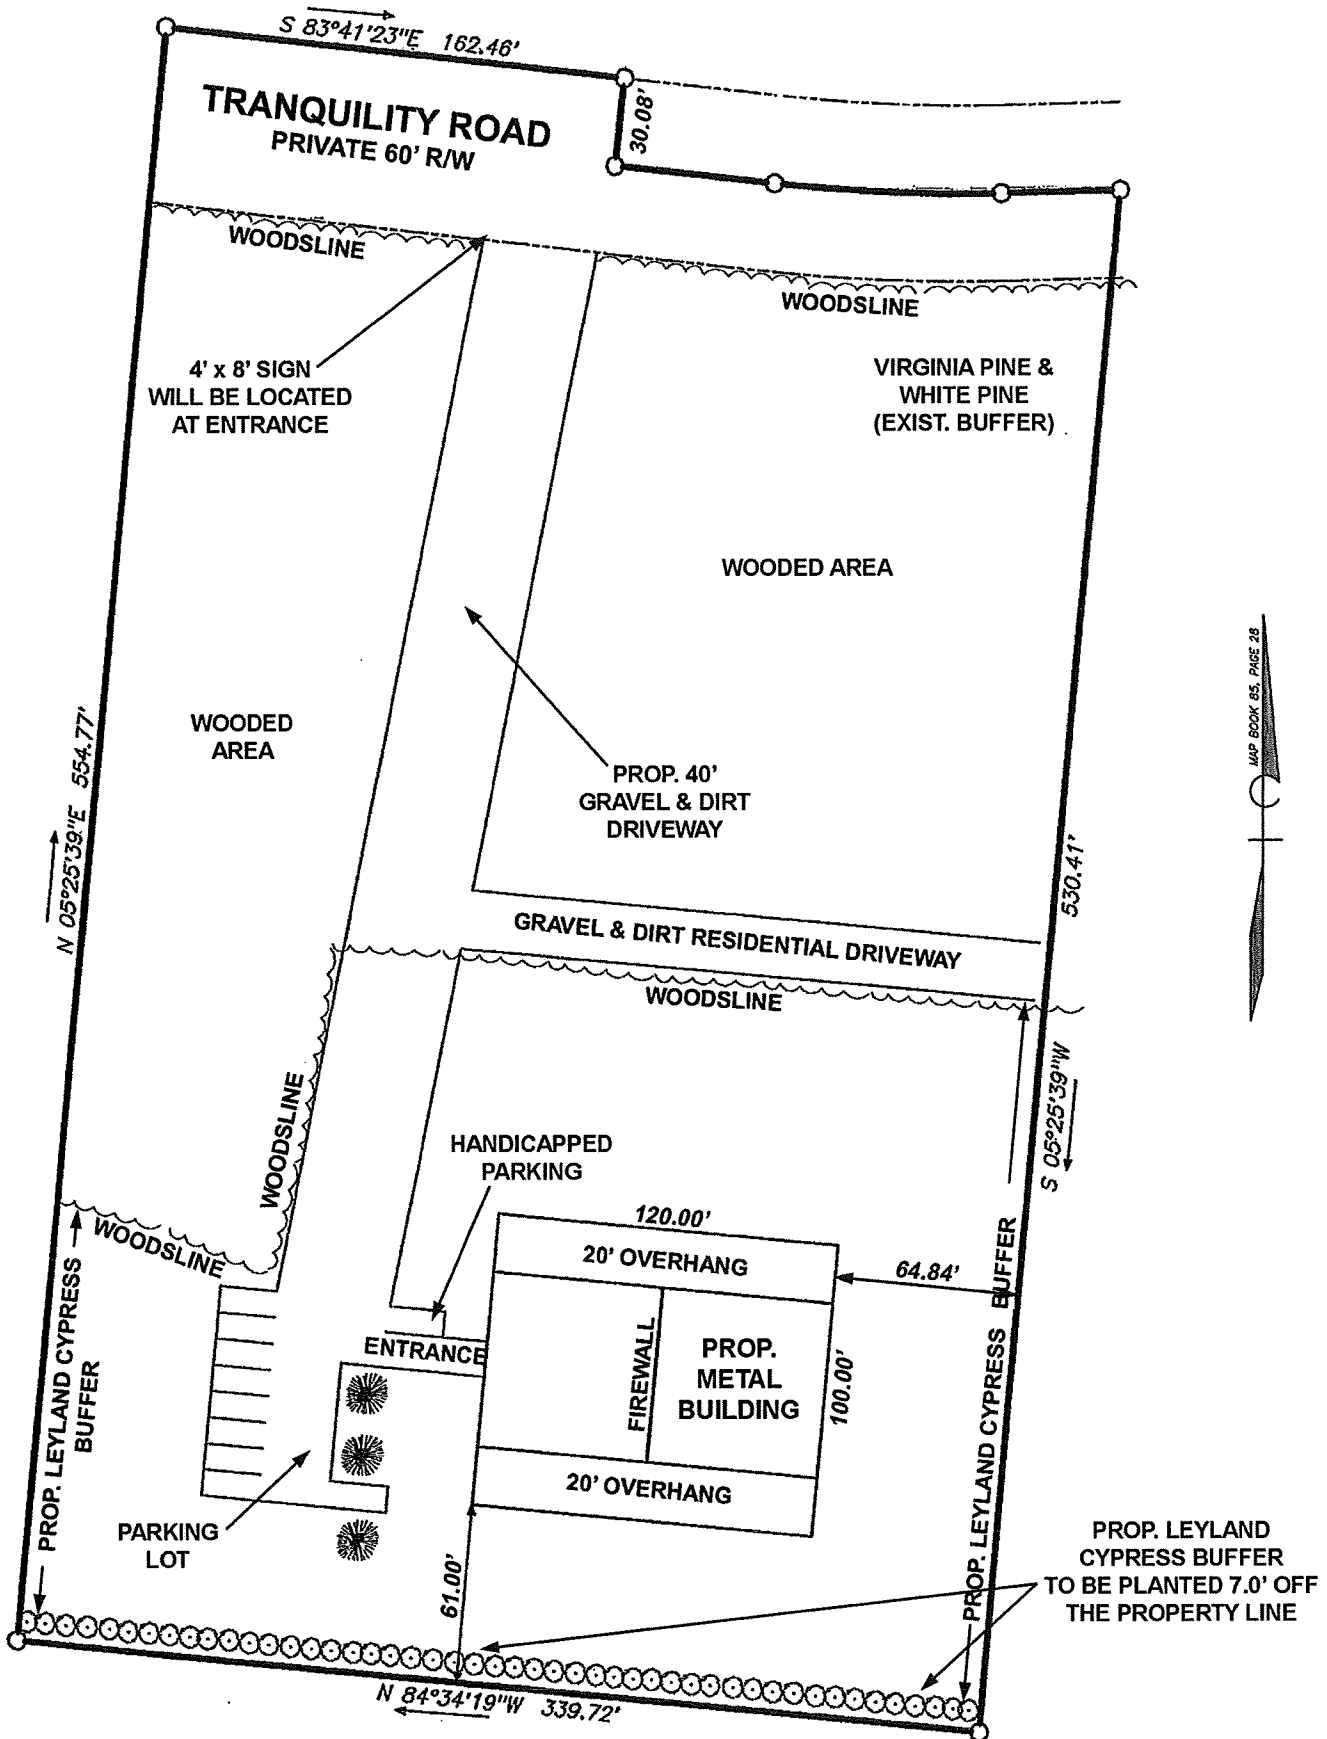 S 83°41'23"E 162.46'
TRANQUILITY ROAD
PRIVATE 60' R/W
30.08'
WOODSLINE
WOODSLINE
4' x 8' SIGN
WILL BE LOCATED
AT ENTRANCE
VIRGINIA PINE &
WHITE PINE
(EXIST. BUFFER)
WOODED AREA
MAP BOOK 85, PAGE 28
WOODED
AREA
N 05°25'39"E 554.77'
PROP. 40'
GRAVEL & DIRT
DRIVEWAY
530.41'
GRAVEL & DIRT RESIDENTIAL DRIVEWAY
WOODSLINE
S 05°25'39"W
WOODSLINE
HANDICAPPED
PARKING
WOODSLINE
120.00'
20' OVERHANG
64.84'
PROP. LEYLAND CYPRESS
BUFFER
ENTRANCE
FIREWALL
PROP.
METAL
BUILDING
100.00'
PROP. LEYLAND CYPRESS BUFFER
20' OVERHANG
PARKING
LOT
61.00'
PROP. LEYLAND
CYPRESS BUFFER
TO BE PLANTED 7.0' OFF
THE PROPERTY LINE
N 84°34'19"W 339.72'